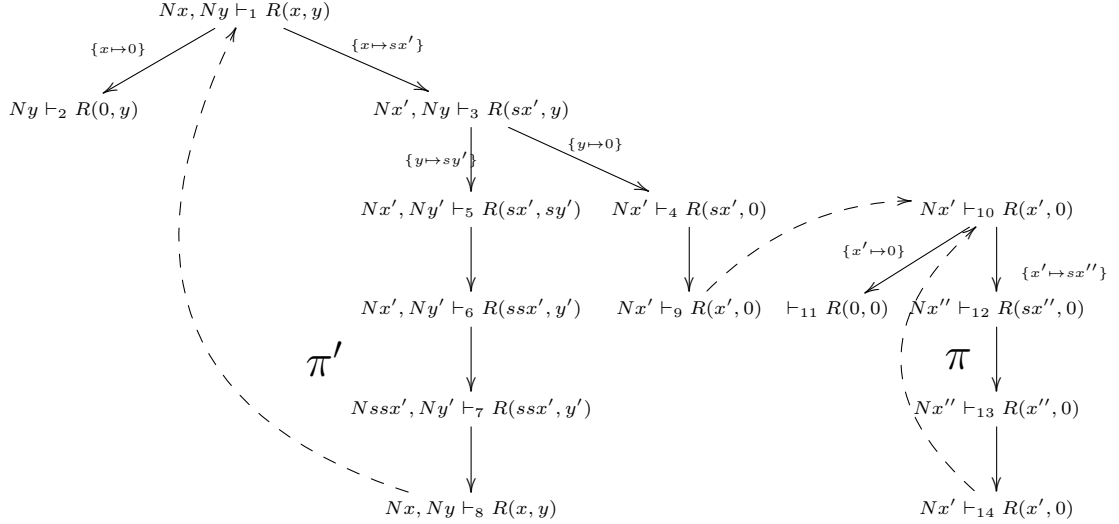 Nx, Ny ⊢₁ R(x, y)
{x↦0}
{x↦sx′}
Ny ⊢₂ R(0, y)
Nx′, Ny ⊢₃ R(sx′, y)
{y↦sy′}
{y↦0}
Nx′, Ny′ ⊢₅ R(sx′, sy′)
Nx′ ⊢₄ R(sx′, 0)
Nx′ ⊢₁₀ R(x′, 0)
{x′↦0}
{x′↦sx′′}
Nx′, Ny′ ⊢₆ R(ssx′, y′)
Nx′ ⊢₉ R(x′, 0)
⊢₁₁ R(0, 0)
Nx′′ ⊢₁₂ R(sx′′, 0)
π′
π
Nssx′, Ny′ ⊢₇ R(ssx′, y′)
Nx′′ ⊢₁₃ R(x′′, 0)
Nx, Ny ⊢₈ R(x, y)
Nx′ ⊢₁₄ R(x′, 0)